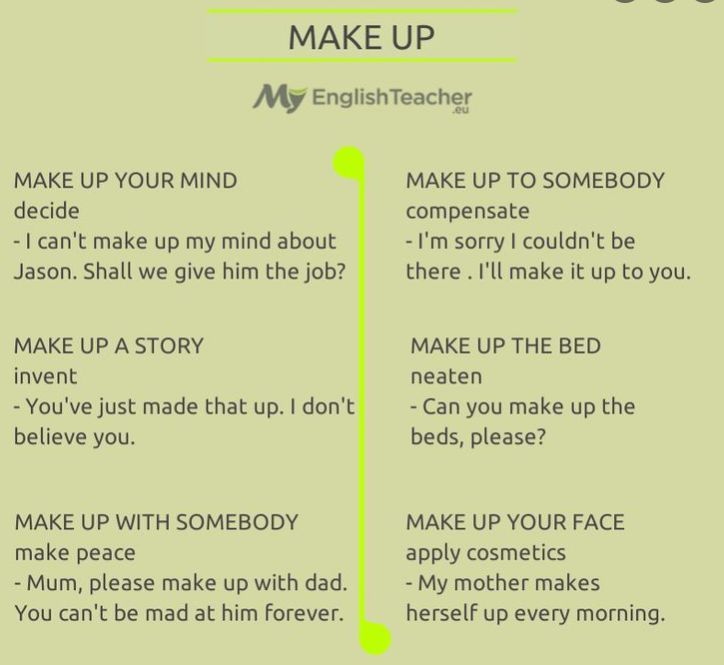 MAKE UP
My EnglishTeacher
.eu
MAKE UP YOUR MIND
decide
- I can't make up my mind about
Jason. Shall we give him the job?
MAKE UP A STORY
invent
- You've just made that up. I don't
believe you.
MAKE UP WITH SOMEBODY
make peace
- Mum, please make up with dad.
You can't be mad at him forever.
MAKE UP TO SOMEBODY
compensate
- I'm sorry I couldn't be
there . I'll make it up to you.
MAKE UP THE BED
neaten
- Can you make up the
beds, please?
MAKE UP YOUR FACE
apply cosmetics
- My mother makes
herself up every morning.